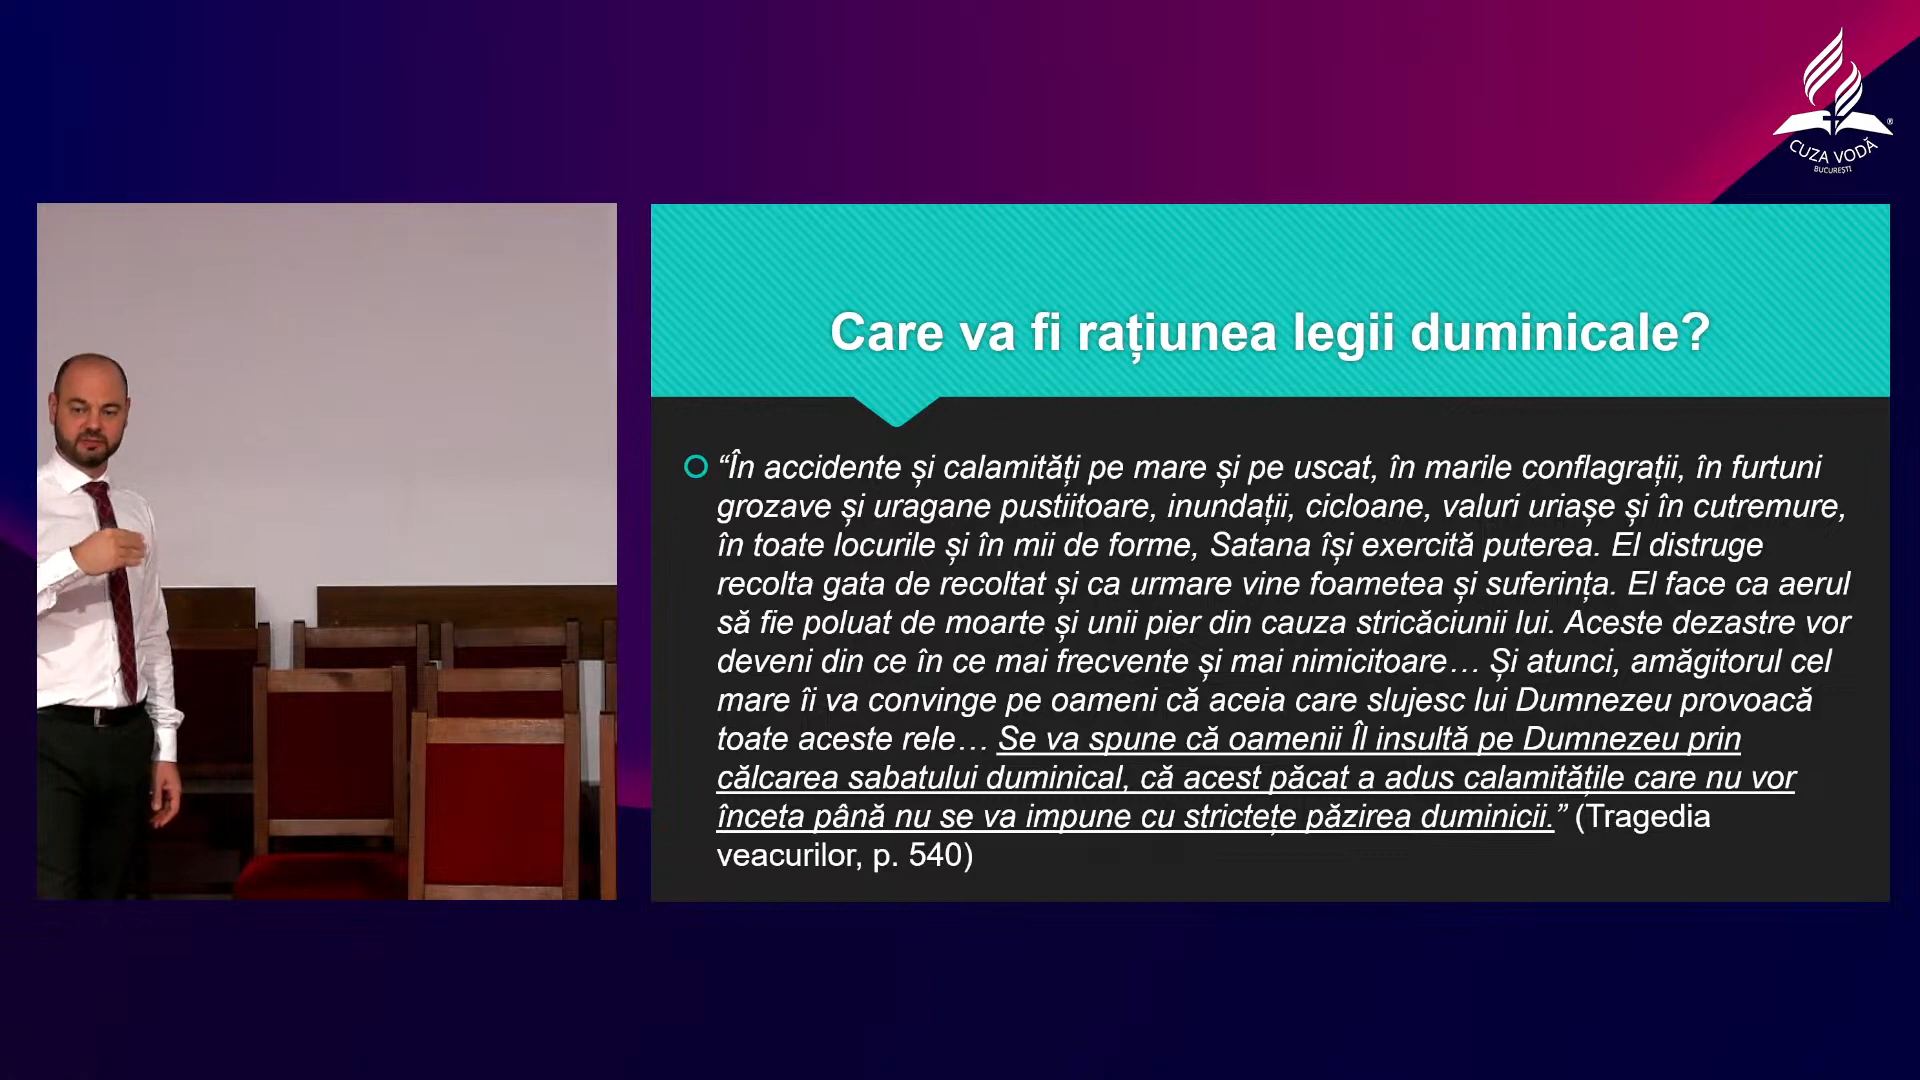 CUZA VODĂ
BUCUREȘTI
Care va fi rațiunea legii duminicale?
“În accidente și calamități pe mare și pe uscat, în marile conflagrații, în furtuni
grozave și uragane pustiitoare, inundații, cicloane, valuri uriașe și în cutremure,
în toate locurile și în mii de forme, Satana își exercită puterea. El distruge
recolta gata de recoltat și ca urmare vine foametea și suferința. El face ca aerul
să fie poluat de moarte și unii pier din cauza stricăciunii lui. Aceste dezastre vor
deveni din ce în ce mai frecvente și mai nimicitoare… Și atunci, amăgitorul cel
mare îi va convinge pe oameni că aceia care slujesc lui Dumnezeu provoacă
toate aceste rele… Se va spune că oamenii Îl insultă pe Dumnezeu prin
călcarea sabatului duminical, că acest păcat a adus calamitățile care nu vor
înceta până nu se va impune cu strictețe păzirea duminicii.” (Tragedia
veacurilor, p. 540)